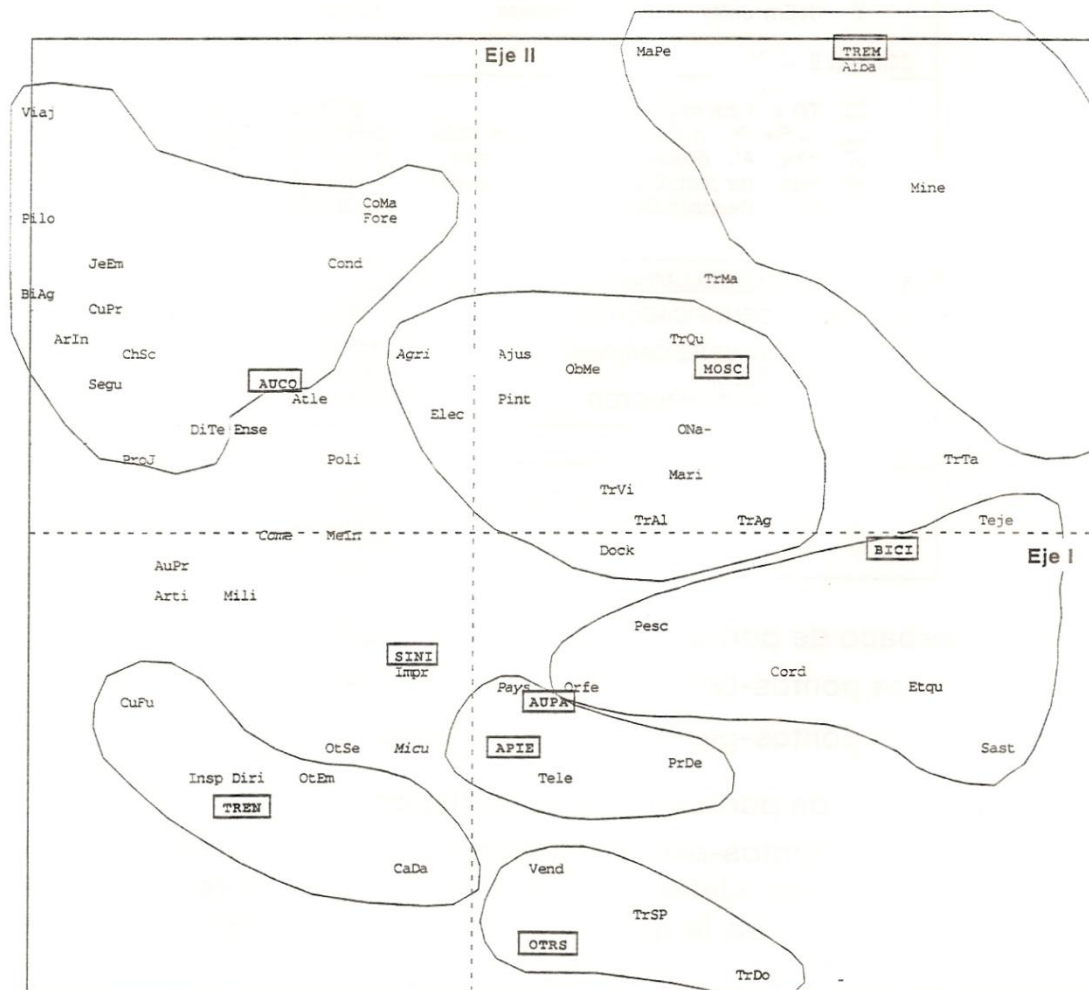 Eje II
MaPe TREM
Alba
Viaj
Mine
CoMa
Pilo Fore
JeEm Cond
TrMa
BiAg
CuPr
ArIn TrQu
ChSc Agri Ajus
ObMe MOSC
Segu AUCO
Atle Pint
Elec
DiTe Ense ONa-
ProJ Poli TrTa
Mari
TrVi
TrAl TrAg Teje
Come MeIn
Dock BICI
Eje I
AuPr
Arti Mili
Pesc
SINI
Impr Cord
Pays Orfe Etqu
CuFu AUPA
OtSe Micu APIE Sast
PrDe
Insp Diri OtEm Tele
TREN
CaDa Vend
TrSP
OTRS
TrDo